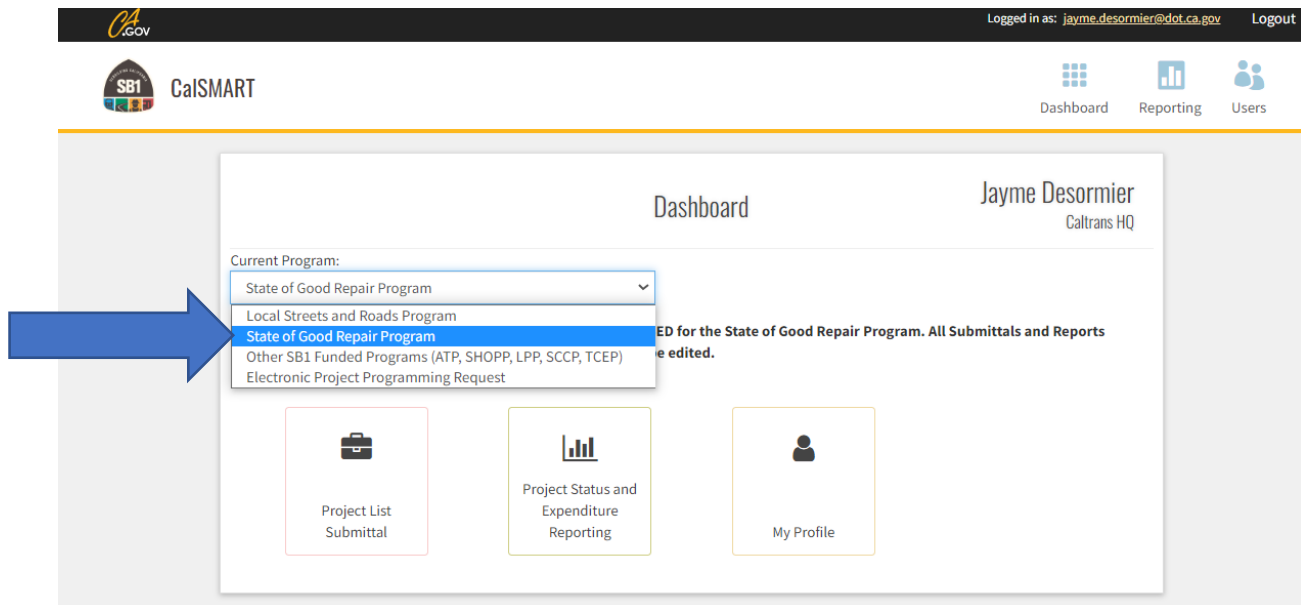 CA.GOV
Logged in as: jayme.desormier@dot.ca.gov Logout
SB1
CalSMART
Dashboard Reporting Users
Dashboard
Jayme Desormier
Caltrans HQ
Current Program:
State of Good Repair Program
Local Streets and Roads Program
State of Good Repair Program
Other SB1 Funded Programs (ATP, SHOPP, LPP, SCCP, TCEP)
Electronic Project Programming Request
ED for the State of Good Repair Program. All Submittals and Reports
e edited.
Project List
Submittal
Project Status and
Expenditure
Reporting
My Profile